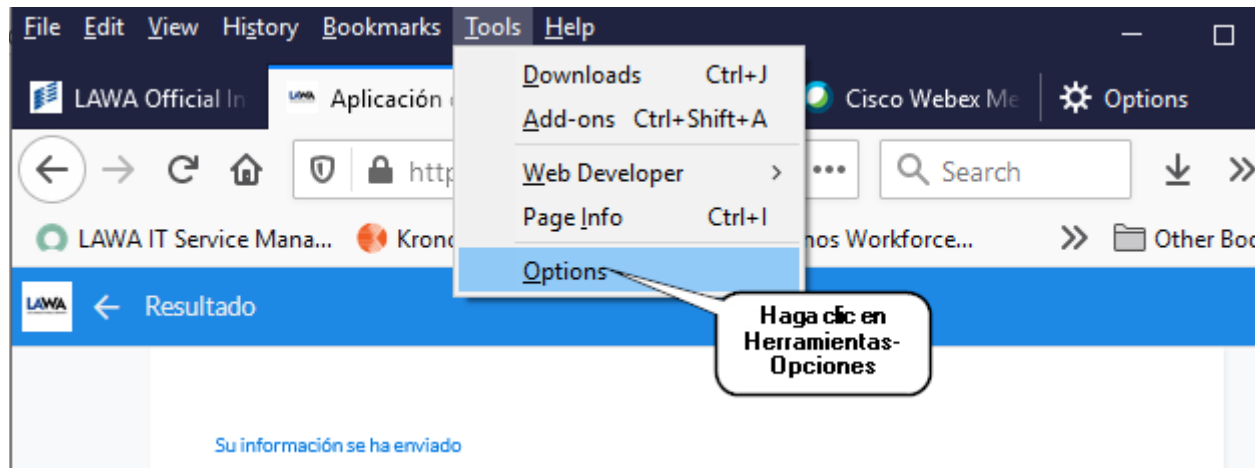 File Edit View History Bookmarks Tools Help
LAWA Official In Aplicación Cisco Webex Me Options
Downloads Ctrl+J
Add-ons Ctrl+Shift+A
http Search
Web Developer
Page Info Ctrl+I
LAWA IT Service Mana... Krono nos Workforce... Other Boo
Options
LAWA Resultado
Haga clic en
Herramientas-
Opciones
Su información se ha enviado